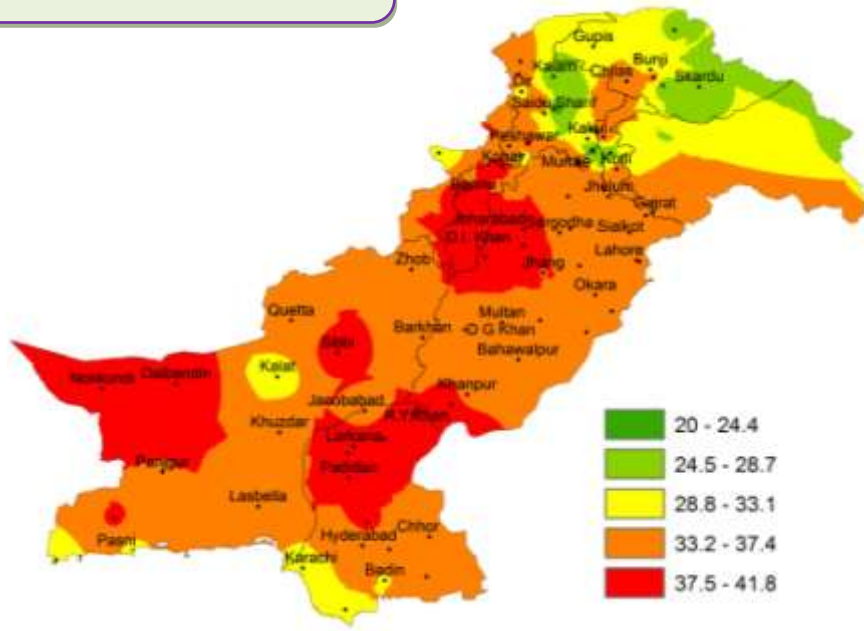 Gupis
Kalam
Bunji
Chilas
Skardu
Dir
Saidu Sharif
Kakul
Peshawar
Kohat
Murree
Kotli
Bannu
Jhelum
Gujrat
Sargodha
Sialkot
D.I. Khan
Lahore
Zhob
Jhang
Okara
Quetta
Multan
Barkhan
D G Khan
Sibbi
Bahawalpur
Nokkundi
Dalbandin
Kalat
Khanpur
Jacobabad
R.Y.Khan
Khuzdar
Larkana
Panjgur
Padidan
Lasbella
Pasni
Hyderabad
Chhor
Karachi
Badin
20 - 24.4
24.5 - 28.7
28.8 - 33.1
33.2 - 37.4
37.5 - 41.8